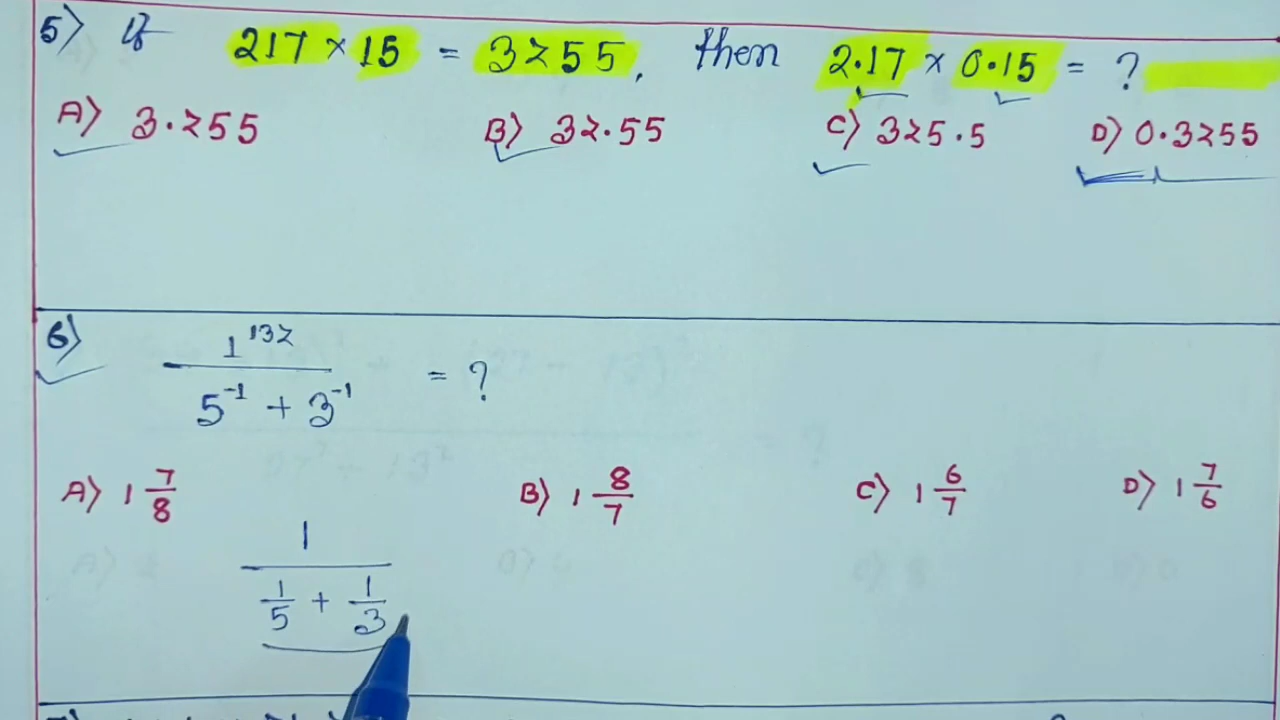 5) If 217 × 15 = 3255, then 2.17 × 0.15 = ?
A) 3.255 B) 32.55 C) 325.5 D) 0.3255
6) 1^132 / (5^-1 + 3^-1) = ?
A) 1 7/8 B) 1 8/7 C) 1 6/7 D) 1 7/6
1 / (1/5 + 1/3)